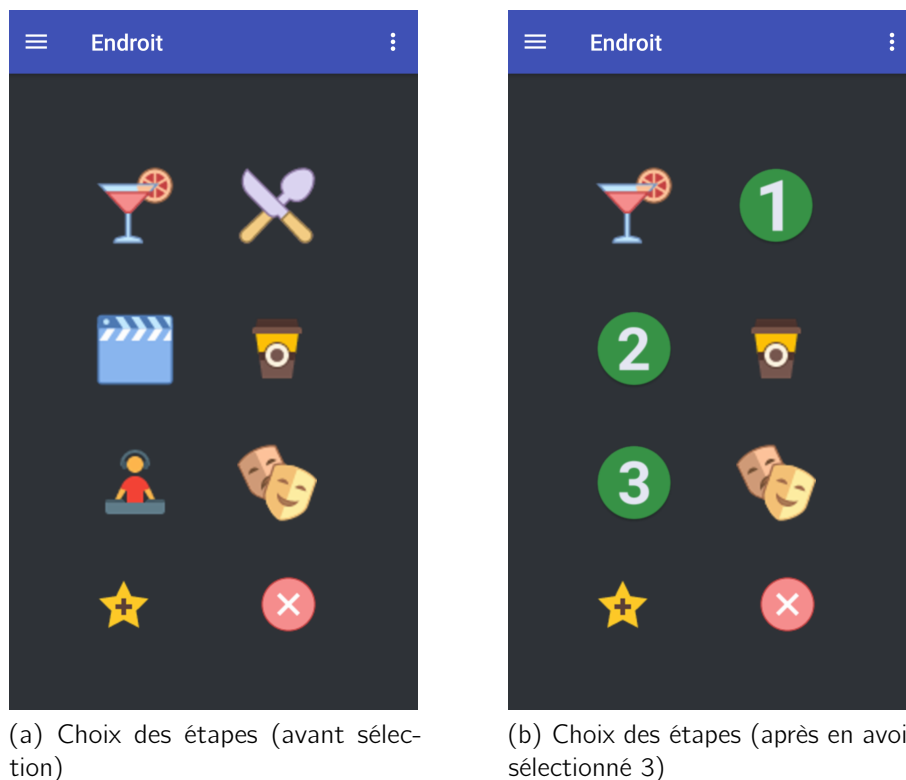 Endroit
Endroit
1
2
3
(a) Choix des étapes (avant sélec-
tion)
(b) Choix des étapes (après en avoi
sélectionné 3)